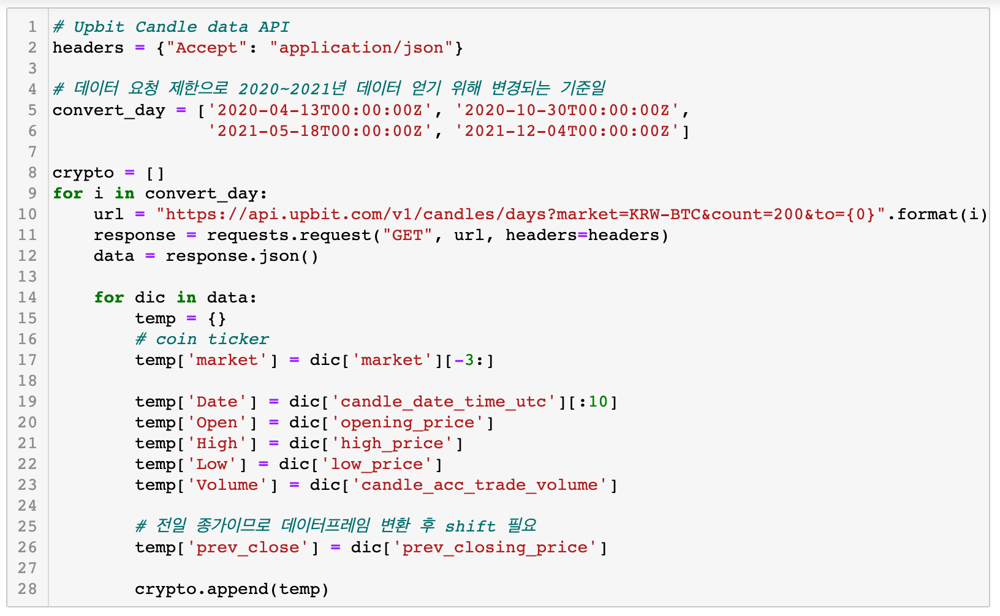 1 # Upbit Candle data API
2 headers = {"Accept": "application/json"}
3
4 # 데이터 요청 제한으로 2020~2021년 데이터 얻기 위해 변경되는 기준일
5 convert_day = ['2020-04-13T00:00:00Z', '2020-10-30T00:00:00Z',
6                '2021-05-18T00:00:00Z', '2021-12-04T00:00:00Z']
7
8 crypto = []
9 for i in convert_day:
10     url = "https://api.upbit.com/v1/candles/days?market=KRW-BTC&count=200&to={0}".format(i)
11     response = requests.request("GET", url, headers=headers)
12     data = response.json()
13
14     for dic in data:
15         temp = {}
16         # coin ticker
17         temp['market'] = dic['market'][-3:]
18
19         temp['Date'] = dic['candle_date_time_utc'][:10]
20         temp['Open'] = dic['opening_price']
21         temp['High'] = dic['high_price']
22         temp['Low'] = dic['low_price']
23         temp['Volume'] = dic['candle_acc_trade_volume']
24
25         # 전일 종가이므로 데이터프레임 변환 후 shift 필요
26         temp['prev_close'] = dic['prev_closing_price']
27
28         crypto.append(temp)